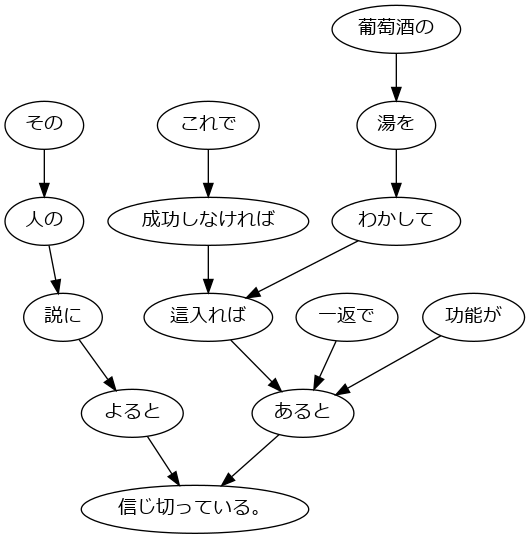 葡萄酒の
その
これで
湯を
人の
成功しなければ
わかして
説に
這入れば
一返で
功能が
よると
あると
信じ切っている。